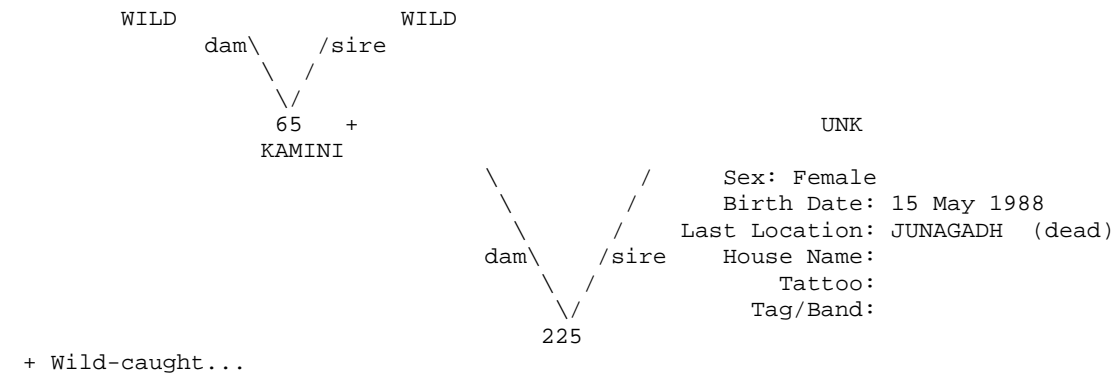 WILD WILD
dam\ /sire
\ /
\/
65 + UNK
KAMINI
\ / Sex: Female
\ / Birth Date: 15 May 1988
\ / Last Location: JUNAGADH (dead)
dam\ /sire House Name:
\ / Tattoo:
\/ Tag/Band:
225
+ Wild-caught...